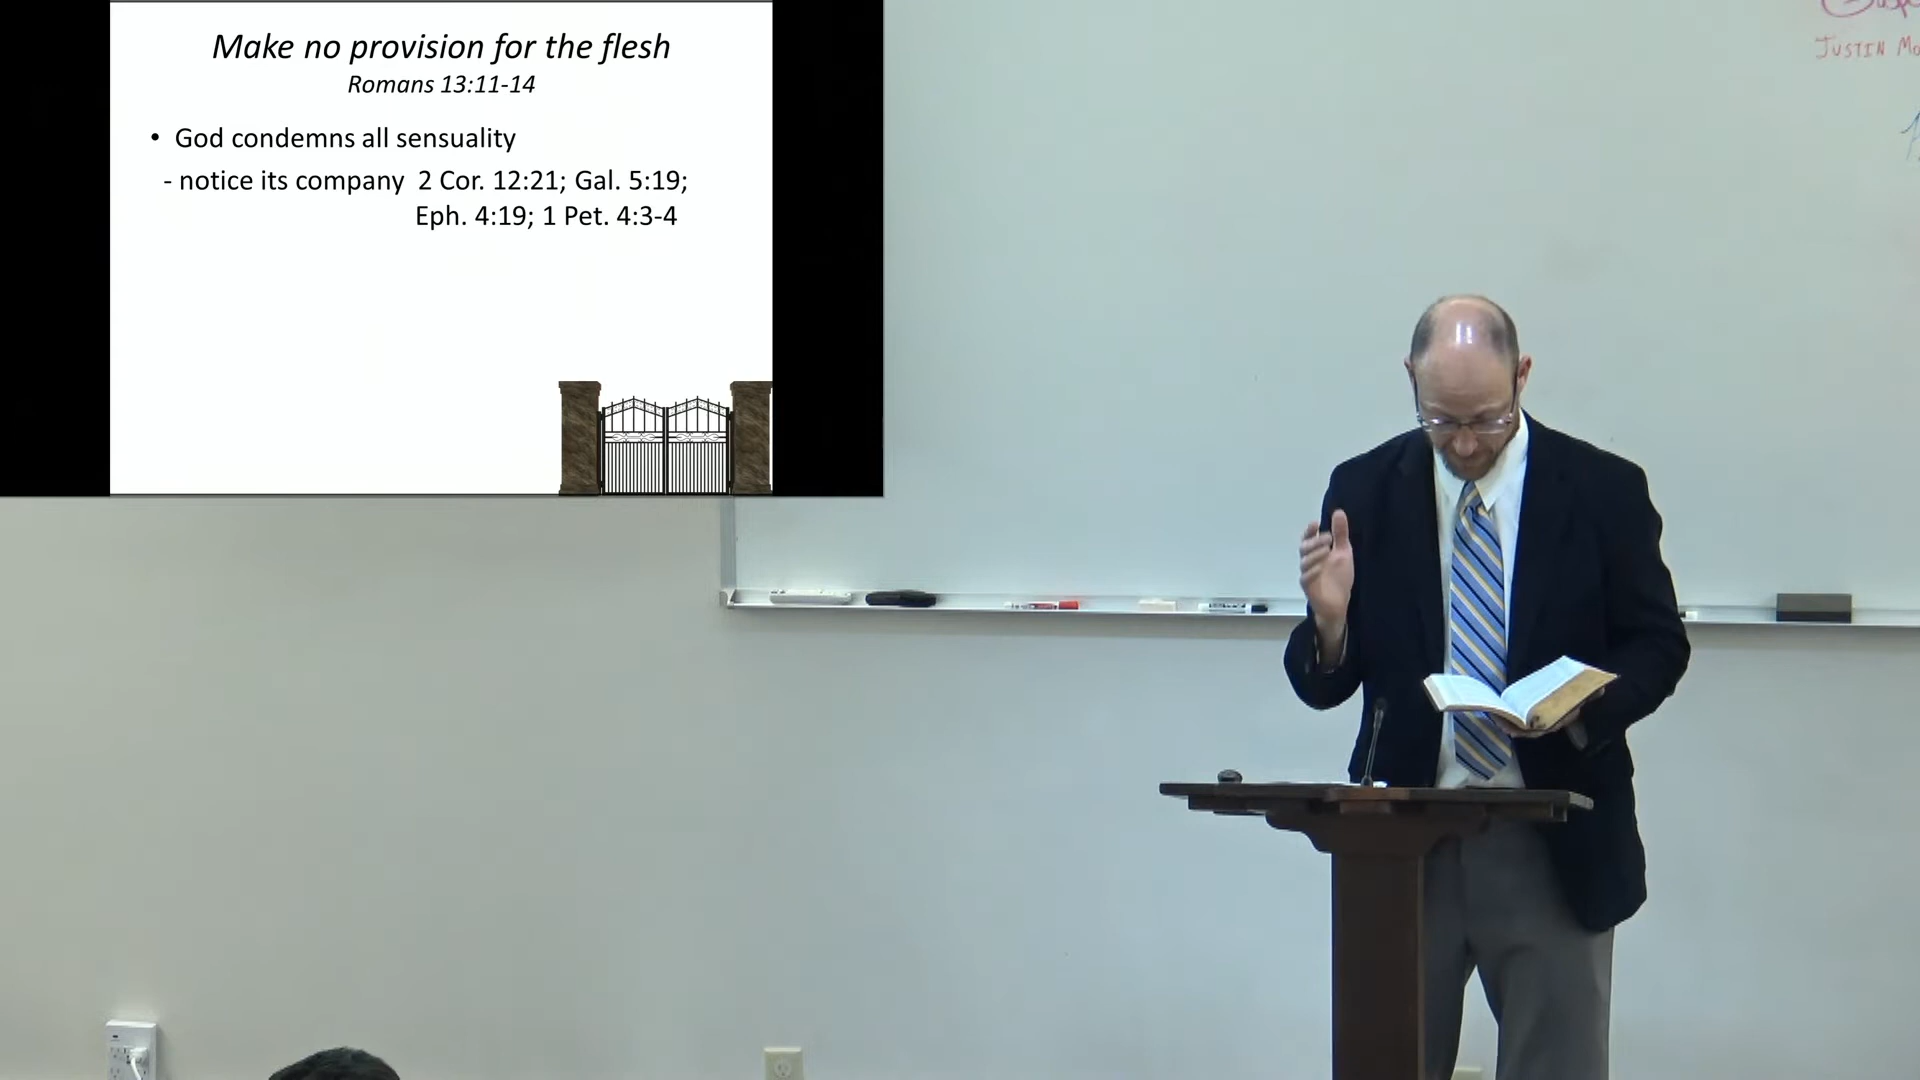 Make no provision for the flesh
Romans 13:11-14
• God condemns all sensuality
- notice its company 2 Cor. 12:21; Gal. 5:19;
Eph. 4:19; 1 Pet. 4:3-4
JUSTIN